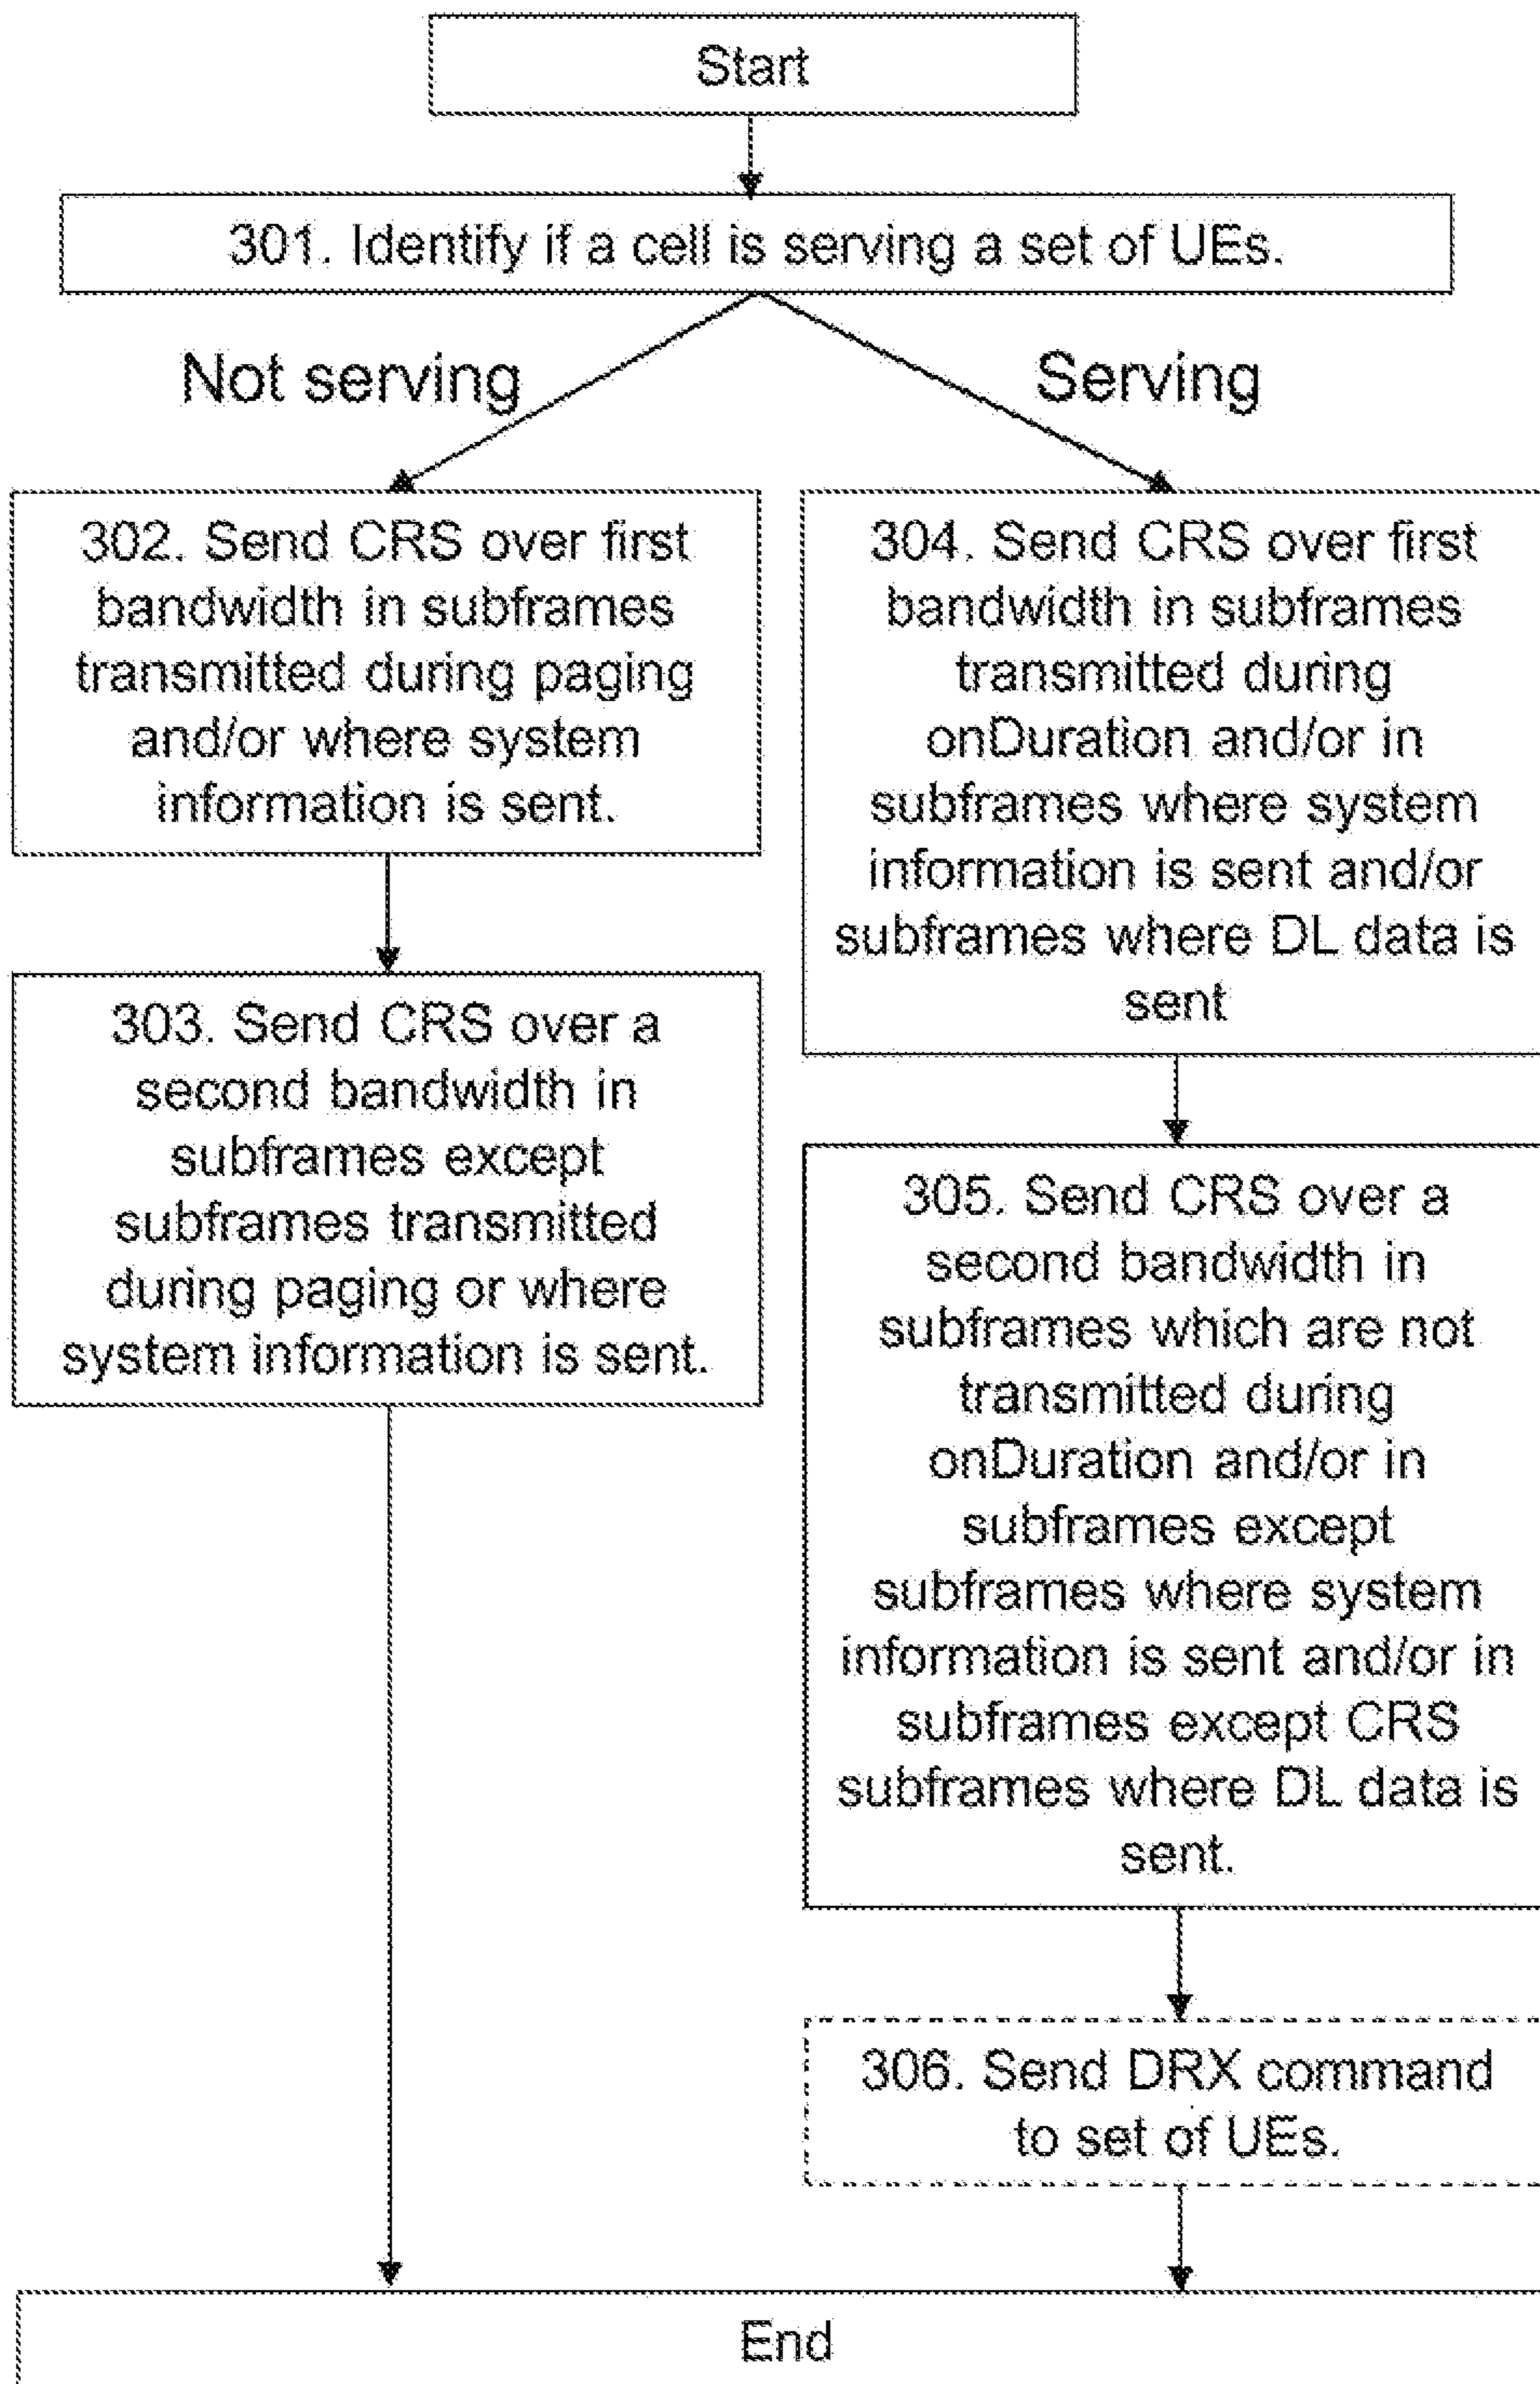 Start
301. Identify if a cell is serving a set of UEs.
Not serving
Serving
302. Send CRS over first
bandwidth in subframes
transmitted during paging
and/or where system
information is sent.
303. Send CRS over a
second bandwidth in
subframes except
subframes transmitted
during paging or where
system information is sent.
304. Send CRS over first
bandwidth in subframes
transmitted during
onDuration and/or in
subframes where system
information is sent and/or
subframes where DL data is
sent
305. Send CRS over a
second bandwidth in
subframes which are not
transmitted during
onDuration and/or in
subframes except
subframes where system
information is sent and/or in
subframes except CRS
subframes where DL data is
sent.
306. Send DRX command
to set of UEs.
End